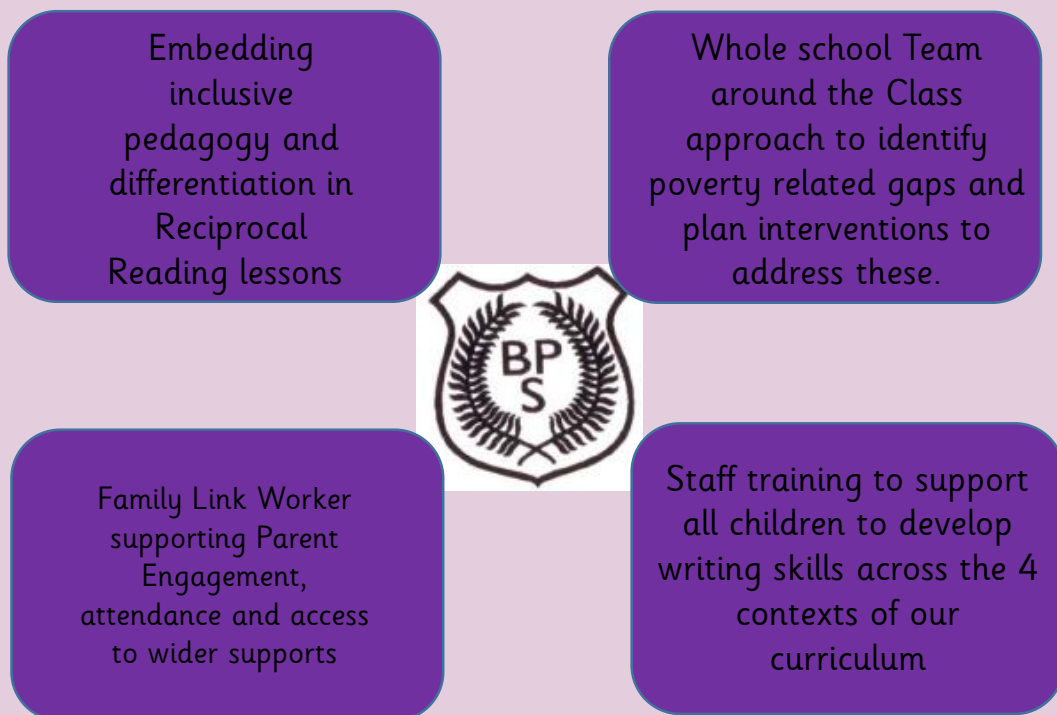 Embedding
inclusive
pedagogy and
differentiation in
Reciprocal
Reading lessons
Whole school Team
around the Class
approach to identify
poverty related gaps and
plan interventions to
address these.
BP
S
Family Link Worker
supporting Parent
Engagement,
attendance and access
to wider supports
Staff training to support
all children to develop
writing skills across the 4
contexts of our
curriculum